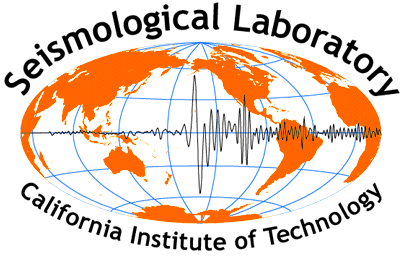 Seismological Laboratory
California Institute of Technology